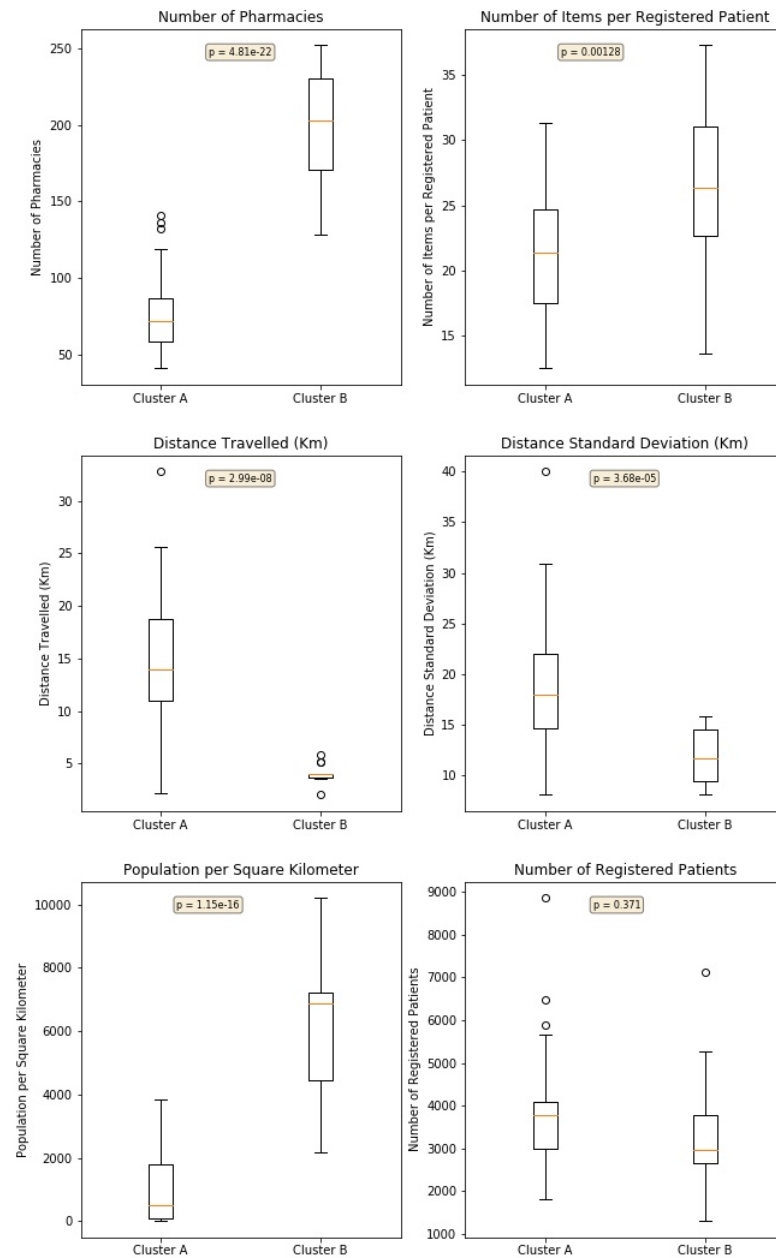 Number of Pharmacies
p = 4.81e-22
Number of Pharmacies
250
200
150
100
50
Cluster A
Cluster B
Number of Items per Registered Patient
p = 0.00128
Number of Items per Registered Patient
35
30
25
20
15
Cluster A
Cluster B
Distance Travelled (Km)
p = 2.99e-08
Distance Travelled (Km)
30
25
20
15
10
5
Cluster A
Cluster B
Distance Standard Deviation (Km)
p = 3.68e-05
Distance Standard Deviation (Km)
40
35
30
25
20
15
10
Cluster A
Cluster B
Population per Square Kilometer
p = 1.15e-16
Population per Square Kilometer
10000
8000
6000
4000
2000
0
Cluster A
Cluster B
Number of Registered Patients
p = 0.371
Number of Registered Patients
9000
8000
7000
6000
5000
4000
3000
2000
1000
Cluster A
Cluster B